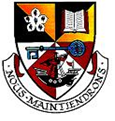 · NOUS · MAINTIENDRONS ·